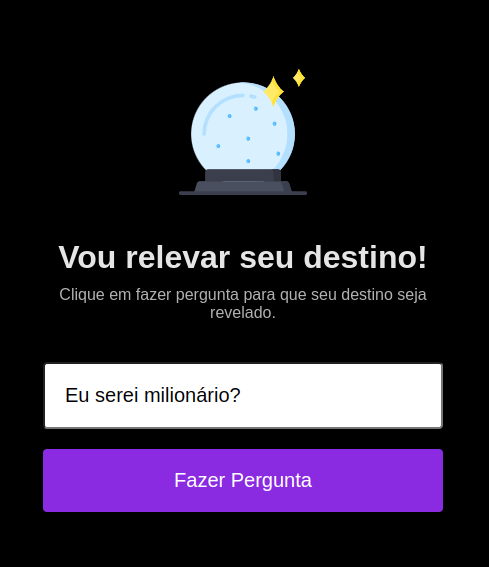 Vou relevar seu destino!
Clique em fazer pergunta para que seu destino seja
revelado.
Eu serei milionário?
Fazer Pergunta